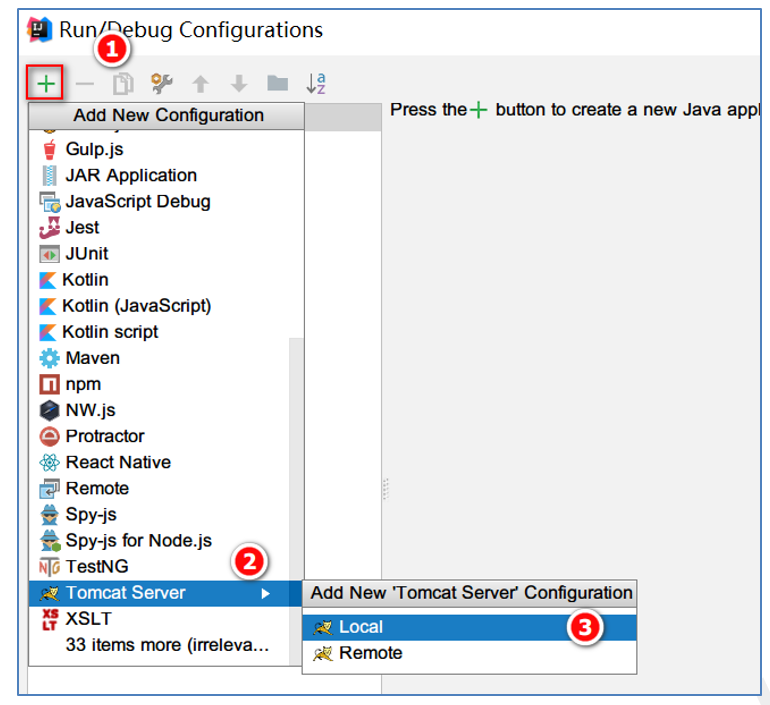 Run/Debug Configurations
1
Add New Configuration
Press the + button to create a new Java appl
Gulp.js
JAR Application
JavaScript Debug
Jest
JUnit
Kotlin
Kotlin (JavaScript)
Kotlin script
Maven
npm
NW.js
Protractor
React Native
Remote
Spy-js
Spy-js for Node.js
TestNG
2
Tomcat Server
Add New 'Tomcat Server' Configuration
XSLT
Local
3
33 items more (irreleva...
Remote